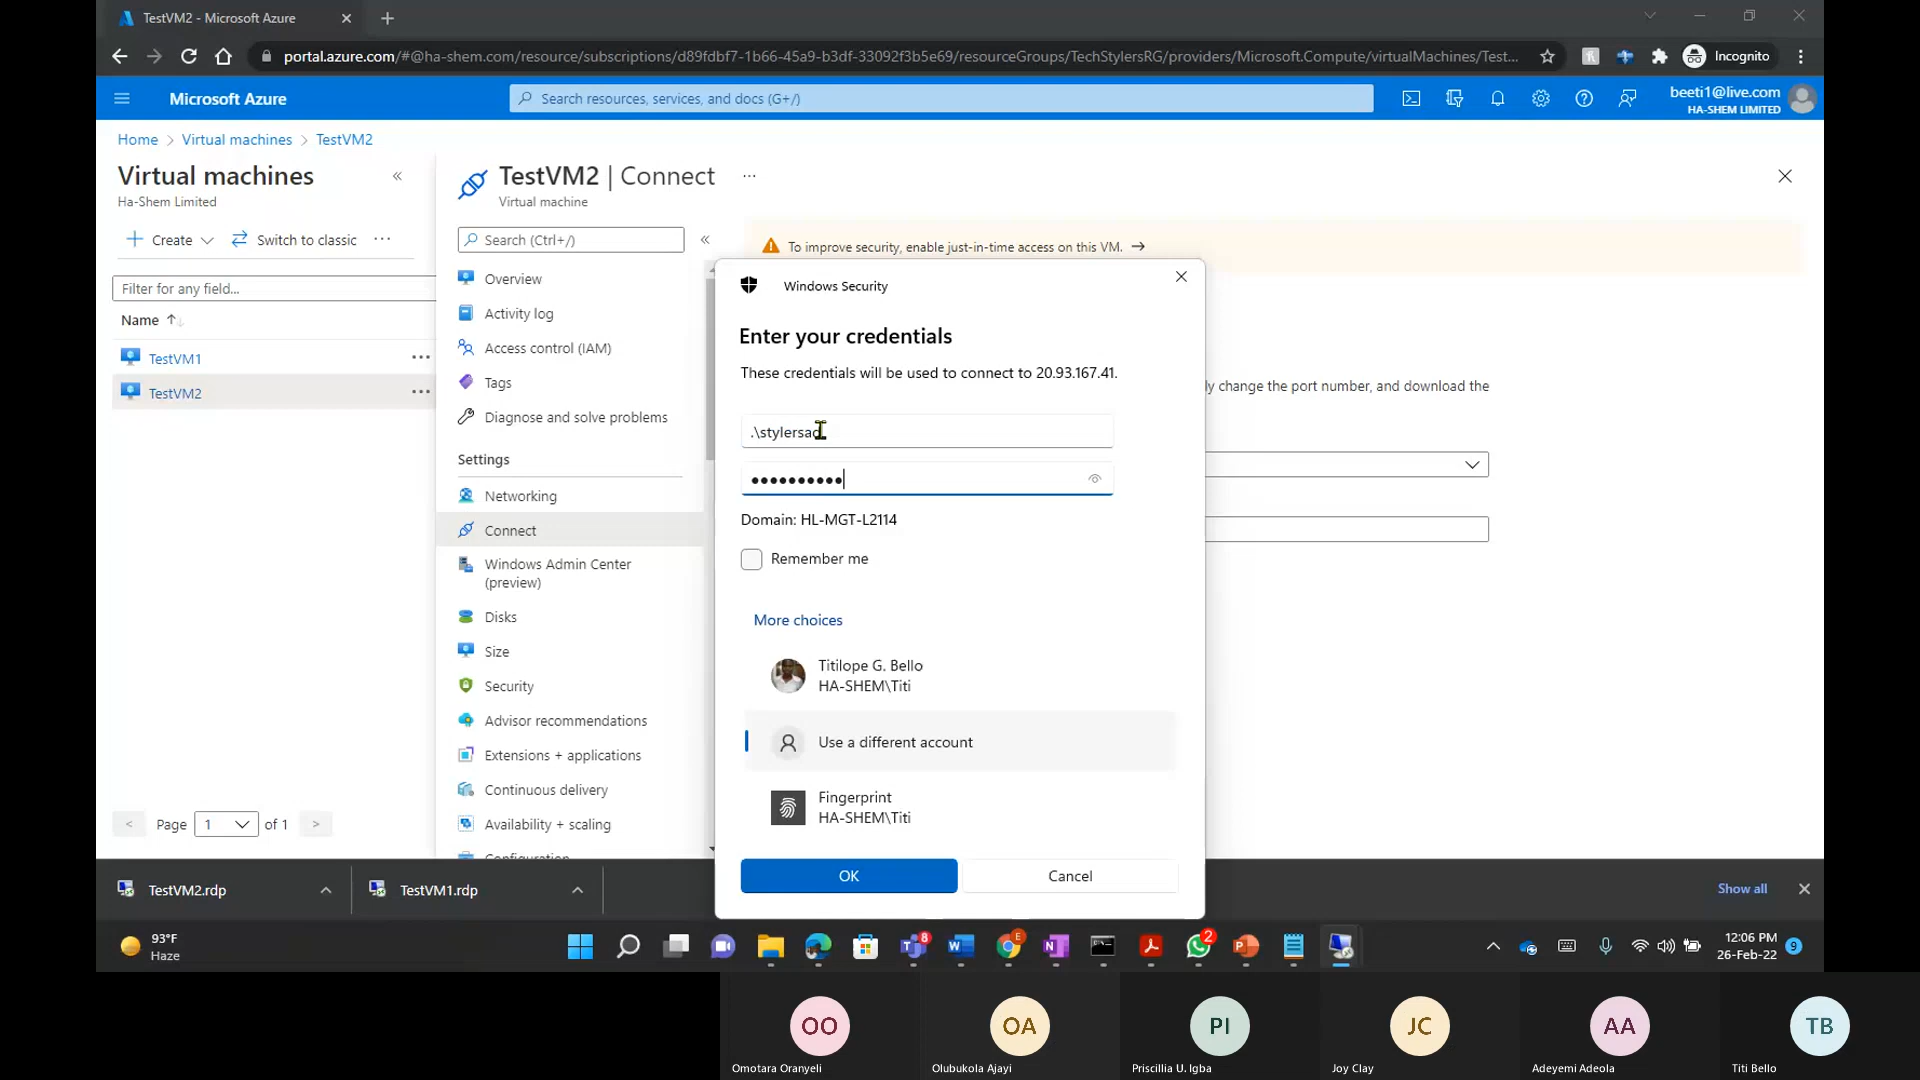 TestVM2 - Microsoft Azure
portal.azure.com/#@ha-shem.com/resource/subscriptions/d89fdbf7-1b66-45a9-b3df-33092f3b5e69/resourceGroups/TechStylersRG/providers/Microsoft.Compute/virtualMachines/Test...
Incognito
Microsoft Azure
Search resources, services, and docs (G+/)
beeti1@live.com
HA-SHEM LIMITED
Home > Virtual machines > TestVM2
Virtual machines
Ha-Shem Limited
Create
Switch to classic
Filter for any field...
Name
TestVM1
TestVM2
Page 1 of 1
TestVM2 | Connect
Virtual machine
Search (Ctrl+/)
Overview
Activity log
Access control (IAM)
Tags
Diagnose and solve problems
Settings
Networking
Connect
Windows Admin Center
(preview)
Disks
Size
Security
Advisor recommendations
Extensions + applications
Continuous delivery
Availability + scaling
To improve security, enable just-in-time access on this VM.
ly change the port number, and download the
Windows Security
Enter your credentials
These credentials will be used to connect to 20.93.167.41.
Domain: HL-MGT-L2114
Remember me
More choices
Titilope G. Bello
HA-SHEM\Titi
Use a different account
Fingerprint
HA-SHEM\Titi
OK
Cancel
TestVM2.rdp
TestVM1.rdp
Show all
93°F
Haze
8
E
2
12:06 PM
26-Feb-22
9
OO
OA
PI
JC
AA
TB
Omotara Oranyeli
Olubukola Ajayi
Priscillia U. Igba
Joy Clay
Adeyemi Adeola
Titi Bello